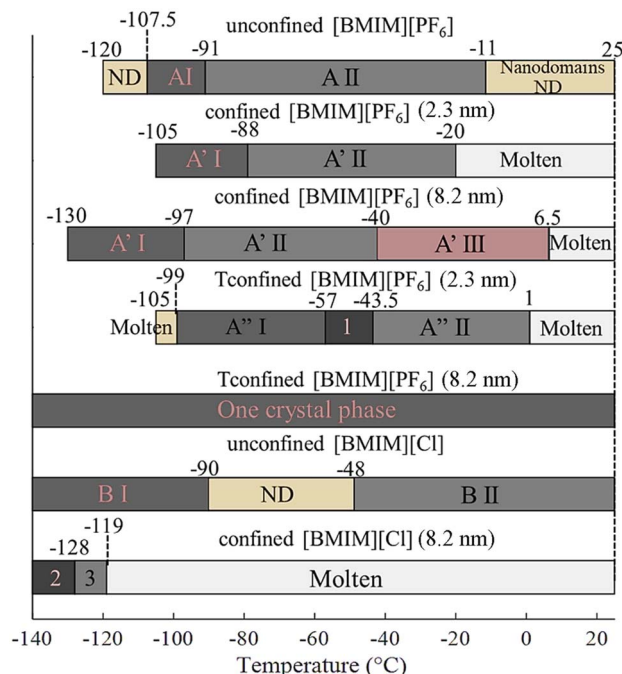 unconfined [BMIM][PF₆]
-107.5
-120 -91 -11 25
ND AI A II Nanodomains
ND
confined [BMIM][PF₆] (2.3 nm)
-105 -88 -20
A' I A' II Molten
confined [BMIM][PF₆] (8.2 nm)
-130 -97 -40 6.5
A' I A' II A' III Molten
Tconfined [BMIM][PF₆] (2.3 nm)
-99
-105 -57 -43.5 1
Molten A'' I 1 A'' II Molten
Tconfined [BMIM][PF₆] (8.2 nm)
One crystal phase
unconfined [BMIM][Cl]
-90 -48
B I ND B II
confined [BMIM][Cl] (8.2 nm)
-119
-128
2 3 Molten
-140 -120 -100 -80 -60 -40 -20 0 20
Temperature (°C)